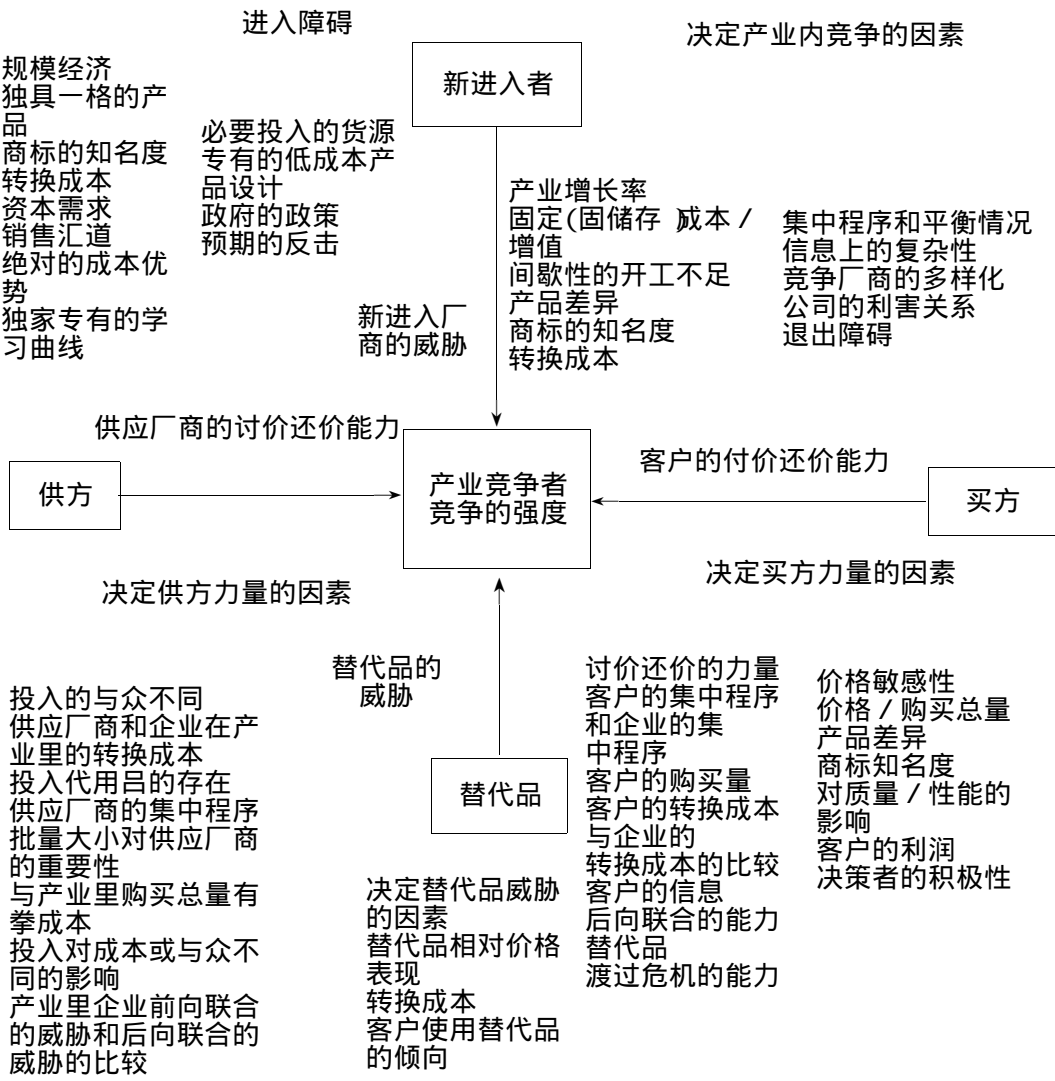 进入障碍
决定产业内竞争的因素
规模经济
独具一格的产
品
商标的知名度
转换成本
资本需求
销售汇道
绝对的成本优
势
独家专有的学
习曲线
必要投入的货源
专有的低成本产
品设计
政府的政策
预期的反击
新进入者
产业增长率
固定(固储存 )成本 /
增值
间歇性的开工不足
产品差异
商标的知名度
转换成本
集中程序和平衡情况
信息上的复杂性
竞争厂商的多样化
公司的利害关系
退出障碍
新进入厂
商的威胁
供应厂商的讨价还价能力
供方
产业竞争者
竞争的强度
客户的付价还价能力
买方
决定供方力量的因素
决定买方力量的因素
替代品的
威胁
替代品
投入的与众不同
供应厂商和企业在产
业里的转换成本
投入代用吕的存在
供应厂商的集中程序
批量大小对供应厂商
的重要性
与产业里购买总量有
拳成本
投入对成本或与众不
同的影响
产业里企业前向联合
的威胁和后向联合的
威胁的比较
决定替代品威胁
的因素
替代品相对价格
表现
转换成本
客户使用替代品
的倾向
讨价还价的力量
客户的集中程序
和企业的集
中程序
客户的购买量
客户的转换成本
与企业的
转换成本的比较
客户的信息
后向联合的能力
替代品
渡过危机的能力
价格敏感性
价格 / 购买总量
产品差异
商标知名度
对质量 / 性能的
影响
客户的利润
决策者的积极性